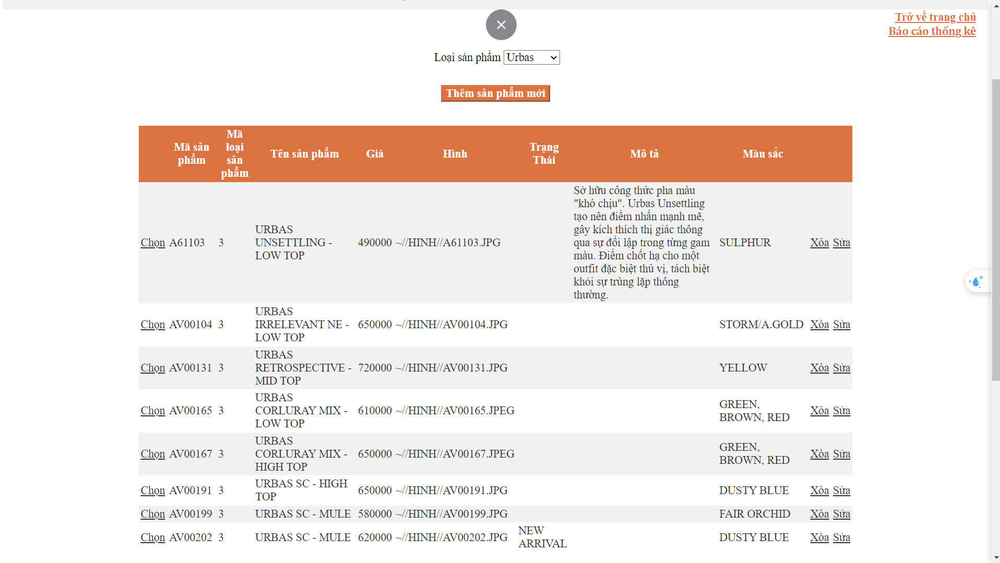 Trở về trang chủ
Báo cáo thống kê
Loại sản phẩm Urbas
Thêm sản phẩm mới
Mã sản phẩm Mã loại sản phẩm Tên sản phẩm Giá Hình Trạng Thái Mô tả Màu sắc
Chọn A61103 3 URBAS UNSETTLING - LOW TOP 490000 ~//HINH//A61103.JPG Sở hữu công thức pha màu "khó chịu". Urbas Unsettling tạo nên điểm nhấn mạnh mẽ, gây kích thích thị giác thông qua sự đối lập trong từng gam màu. Điểm chốt hạ cho một outfit đặc biệt thú vị, tách biệt khỏi sự trùng lặp thông thường. SULPHUR Xóa Sửa
Chọn AV00104 3 URBAS IRRELEVANT NE - LOW TOP 650000 ~//HINH//AV00104.JPG STORM/A.GOLD Xóa Sửa
Chọn AV00131 3 URBAS RETROSPECTIVE - MID TOP 720000 ~//HINH//AV00131.JPG YELLOW Xóa Sửa
Chọn AV00165 3 URBAS CORLURAY MIX - LOW TOP 610000 ~//HINH//AV00165.JPEG GREEN, BROWN, RED Xóa Sửa
Chọn AV00167 3 URBAS CORLURAY MIX - HIGH TOP 650000 ~//HINH//AV00167.JPEG GREEN, BROWN, RED Xóa Sửa
Chọn AV00191 3 URBAS SC - HIGH TOP 650000 ~//HINH//AV00191.JPG DUSTY BLUE Xóa Sửa
Chọn AV00199 3 URBAS SC - MULE 580000 ~//HINH//AV00199.JPG FAIR ORCHID Xóa Sửa
Chọn AV00202 3 URBAS SC - MULE 620000 ~//HINH//AV00202.JPG NEW ARRIVAL DUSTY BLUE Xóa Sửa